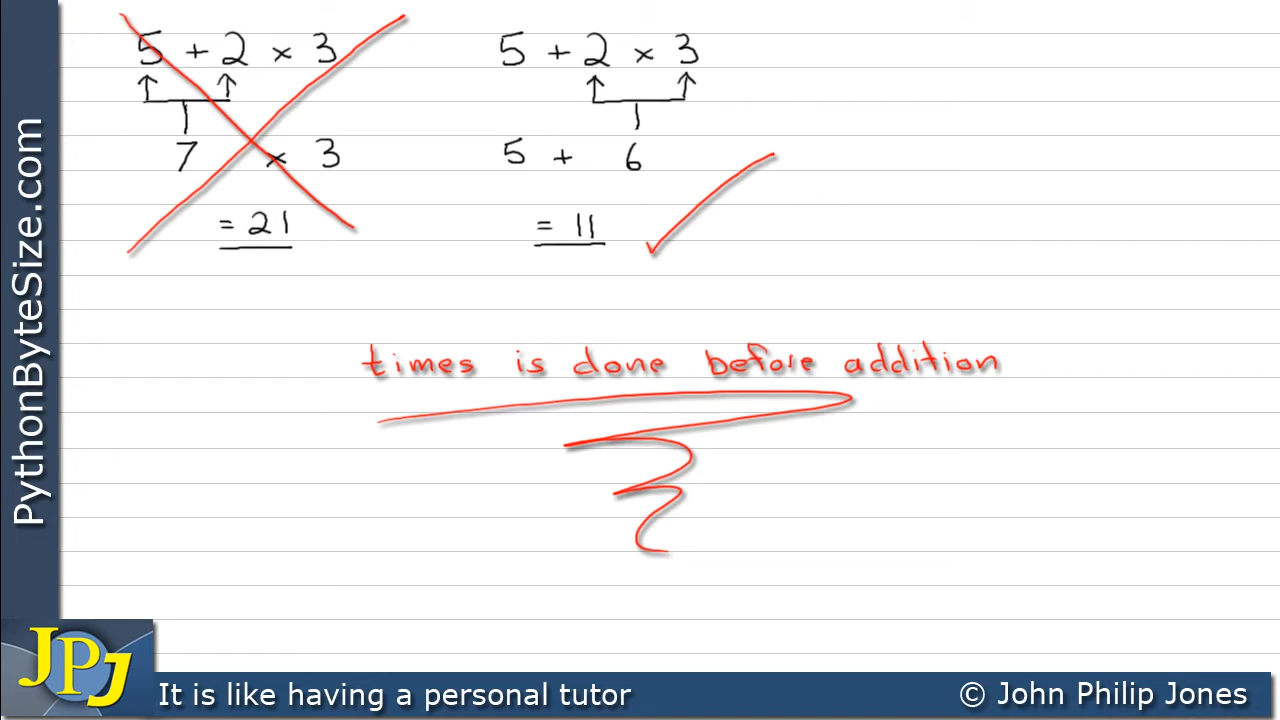 5 + 2 × 3
7 × 3
= 21
5 + 2 × 3
5 + 6
= 11
times is done before addition
PythonByteSize.com
JPJ
It is like having a personal tutor
© John Philip Jones